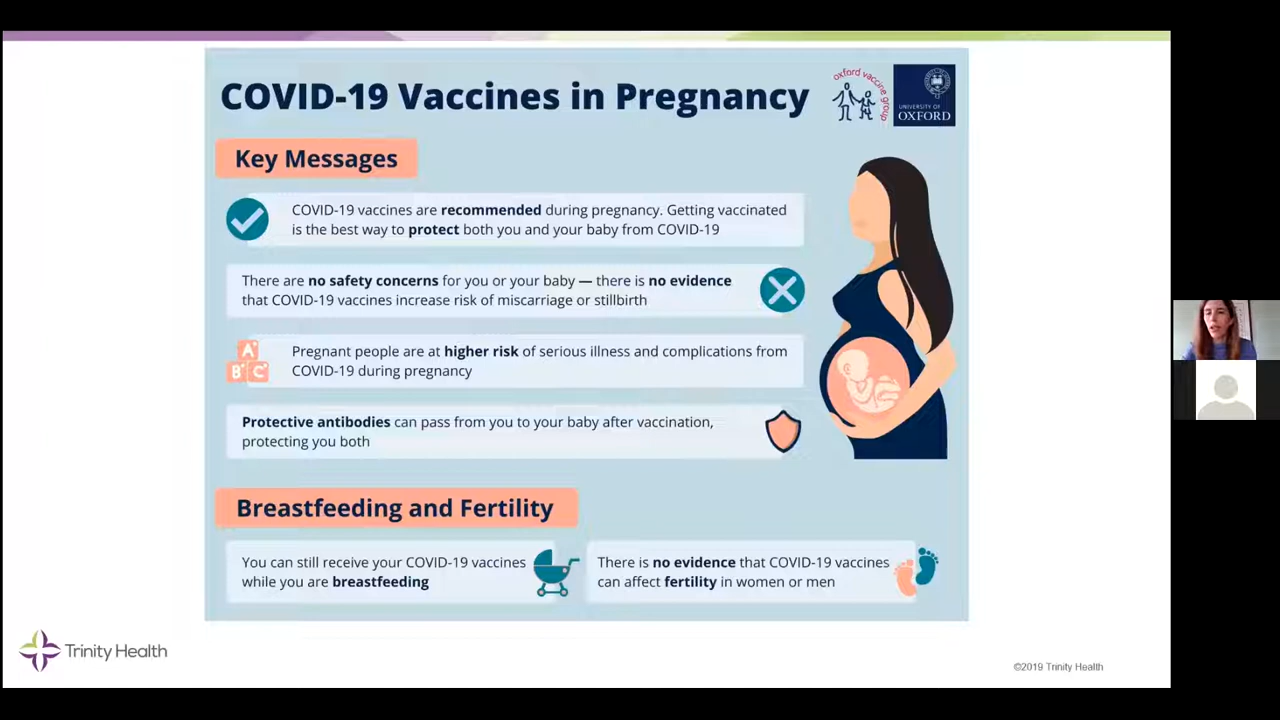 COVID-19 Vaccines in Pregnancy
oxford vaccine group
UNIVERSITY OF
OXFORD
Key Messages
COVID-19 vaccines are recommended during pregnancy. Getting vaccinated
is the best way to protect both you and your baby from COVID-19
There are no safety concerns for you or your baby — there is no evidence
that COVID-19 vaccines increase risk of miscarriage or stillbirth
A
B C
Pregnant people are at higher risk of serious illness and complications from
COVID-19 during pregnancy
Protective antibodies can pass from you to your baby after vaccination,
protecting you both
Breastfeeding and Fertility
You can still receive your COVID-19 vaccines
while you are breastfeeding
There is no evidence that COVID-19 vaccines
can affect fertility in women or men
Trinity Health
©2019 Trinity Health